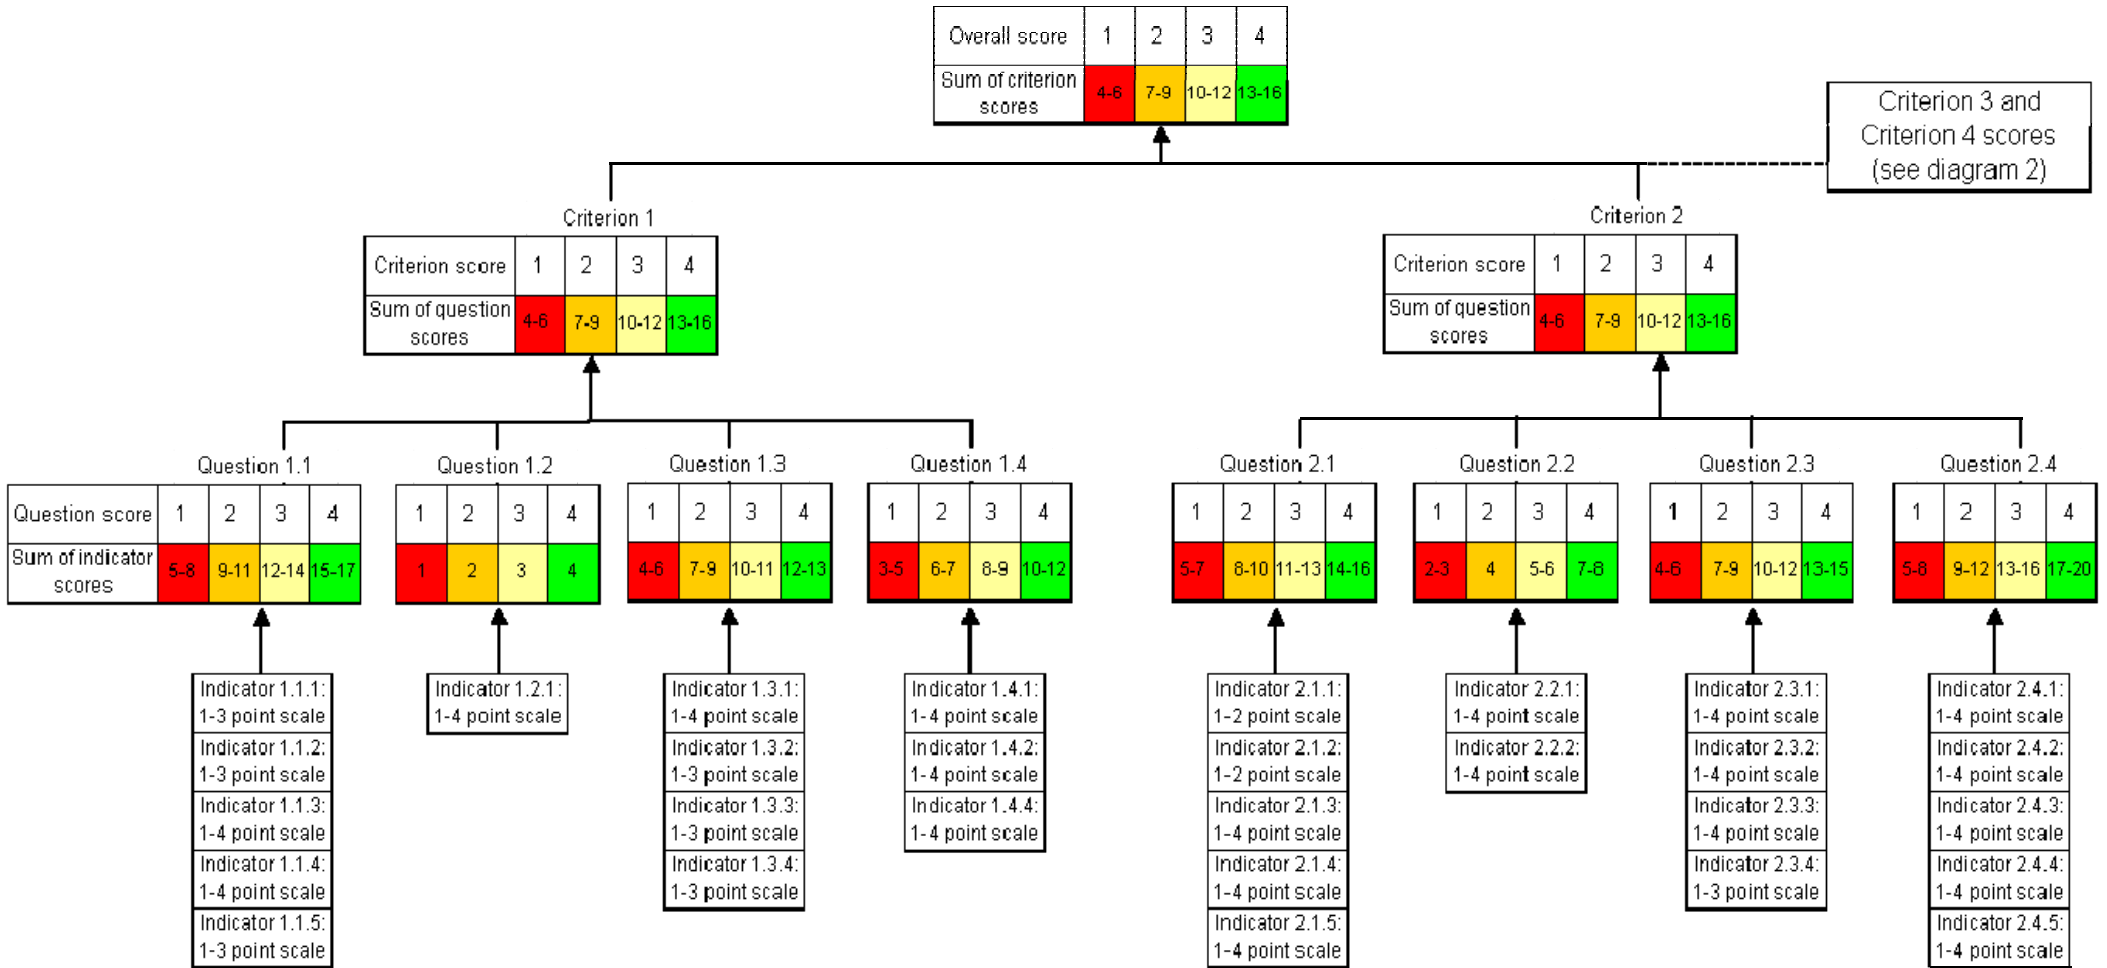 Overall score 1 2 3 4
Sum of criterion scores 4-6 7-9 10-12 13-16
Criterion 3 and
Criterion 4 scores
(see diagram 2)
Criterion 1
Criterion score 1 2 3 4
Sum of question scores 4-6 7-9 10-12 13-16
Criterion 2
Criterion score 1 2 3 4
Sum of question scores 4-6 7-9 10-12 13-16
Question 1.1
Question score 1 2 3 4
Sum of indicator scores 5-8 9-11 12-14 15-17
Question 1.2
1 2 3 4
1 2 3 4
Question 1.3
1 2 3 4
4-6 7-9 10-11 12-13
Question 1.4
1 2 3 4
3-5 6-7 8-9 10-12
Question 2.1
1 2 3 4
5-7 8-10 11-13 14-16
Question 2.2
1 2 3 4
2-3 4 5-6 7-8
Question 2.3
1 2 3 4
4-6 7-9 10-12 13-15
Question 2.4
1 2 3 4
5-8 9-12 13-16 17-20
Indicator 1.1.1:
1-3 point scale
Indicator 1.1.2:
1-3 point scale
Indicator 1.1.3:
1-4 point scale
Indicator 1.1.4:
1-4 point scale
Indicator 1.1.5:
1-3 point scale
Indicator 1.2.1:
1-4 point scale
Indicator 1.3.1:
1-4 point scale
Indicator 1.3.2:
1-3 point scale
Indicator 1.3.3:
1-3 point scale
Indicator 1.3.4:
1-3 point scale
Indicator 1.4.1:
1-4 point scale
Indicator 1.4.2:
1-4 point scale
Indicator 1.4.4:
1-4 point scale
Indicator 2.1.1:
1-2 point scale
Indicator 2.1.2:
1-2 point scale
Indicator 2.1.3:
1-4 point scale
Indicator 2.1.4:
1-4 point scale
Indicator 2.1.5:
1-4 point scale
Indicator 2.2.1:
1-4 point scale
Indicator 2.2.2:
1-4 point scale
Indicator 2.3.1:
1-4 point scale
Indicator 2.3.2:
1-4 point scale
Indicator 2.3.3:
1-4 point scale
Indicator 2.3.4:
1-3 point scale
Indicator 2.4.1:
1-4 point scale
Indicator 2.4.2:
1-4 point scale
Indicator 2.4.3:
1-4 point scale
Indicator 2.4.4:
1-4 point scale
Indicator 2.4.5:
1-4 point scale